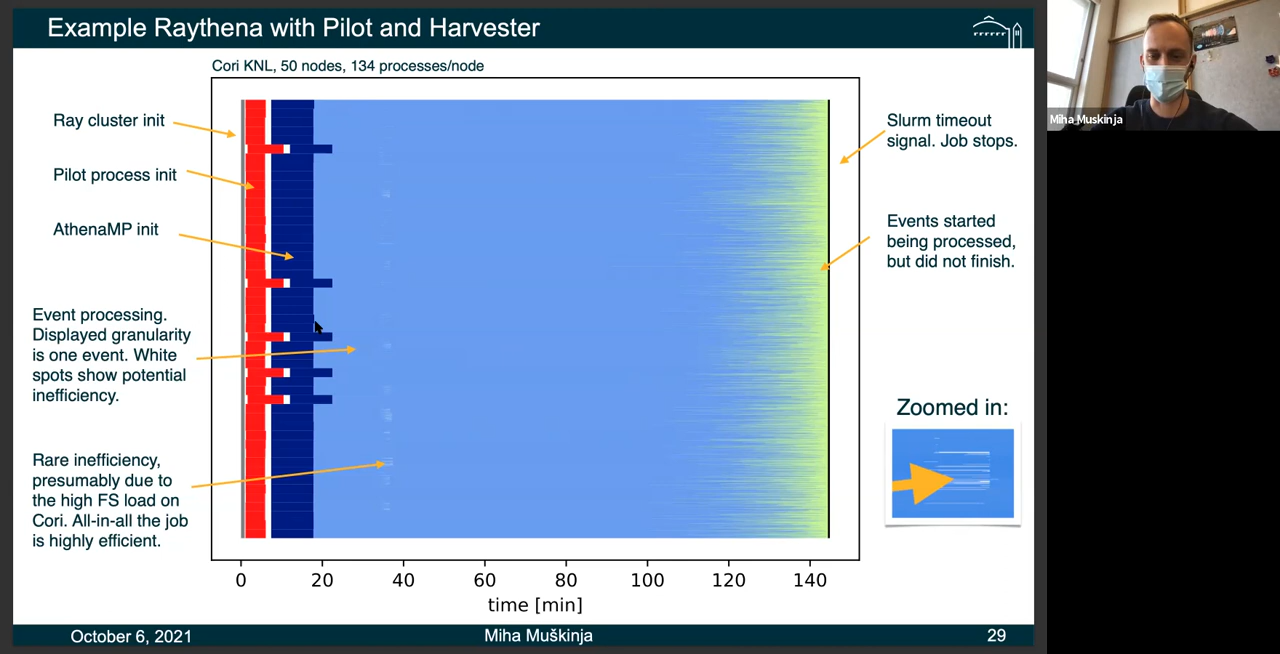 Example Raythena with Pilot and Harvester
Cori KNL, 50 nodes, 134 processes/node
Ray cluster init
Pilot process init
AthenaMP init
Event processing.
Displayed granularity
is one event. White
spots show potential
inefficiency.
Rare inefficiency,
presumably due to
the high FS load on
Cori. All-in-all the job
is highly efficient.
Slurm timeout
signal. Job stops.
Events started
being processed,
but did not finish.
Zoomed in:
0 20 40 60 80 100 120 140
time [min]
October 6, 2021
Miha Muškinja
29
Miha Muskinja